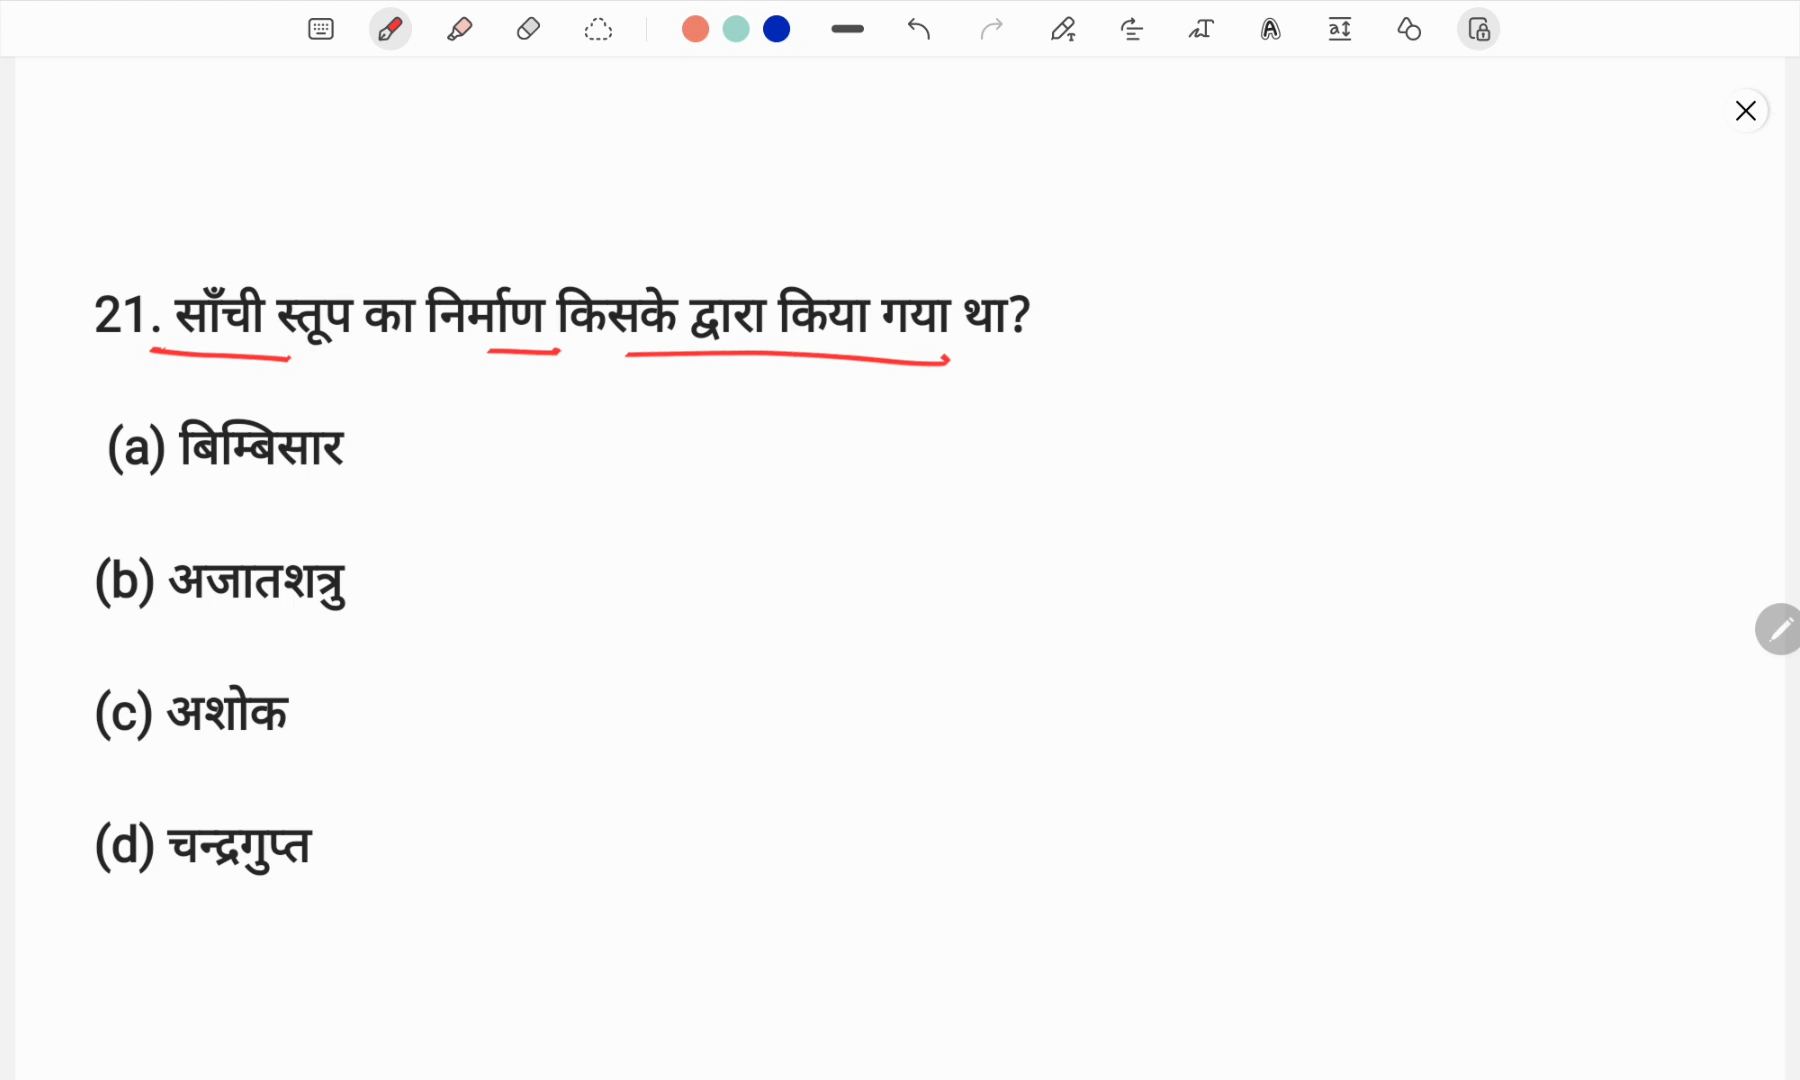 21. साँची स्तूप का निर्माण किसके द्वारा किया गया था?
(a) बिम्बिसार
(b) अजातशत्रु
(c) अशोक
(d) चन्द्रगुप्त